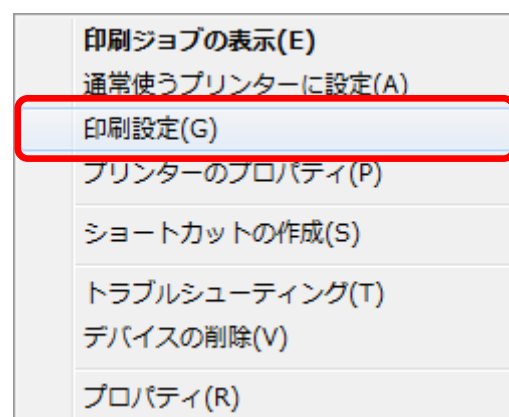 印刷ジョブの表示(E)
通常使うプリンターに設定(A)
印刷設定(G)
プリンターのプロパティ(P)
ショートカットの作成(S)
トラブルシューティング(T)
デバイスの削除(V)
プロパティ(R)